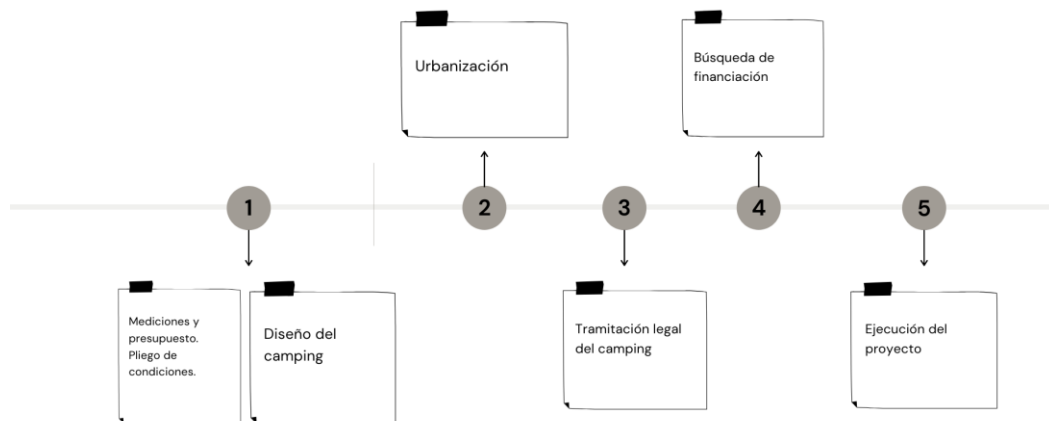 Urbanización
Búsqueda de
financiación
1
2
3
4
5
Mediciones y
presupuesto.
Pliego de
condiciones.
Diseño del
camping
Tramitación legal
del camping
Ejecución del
proyecto